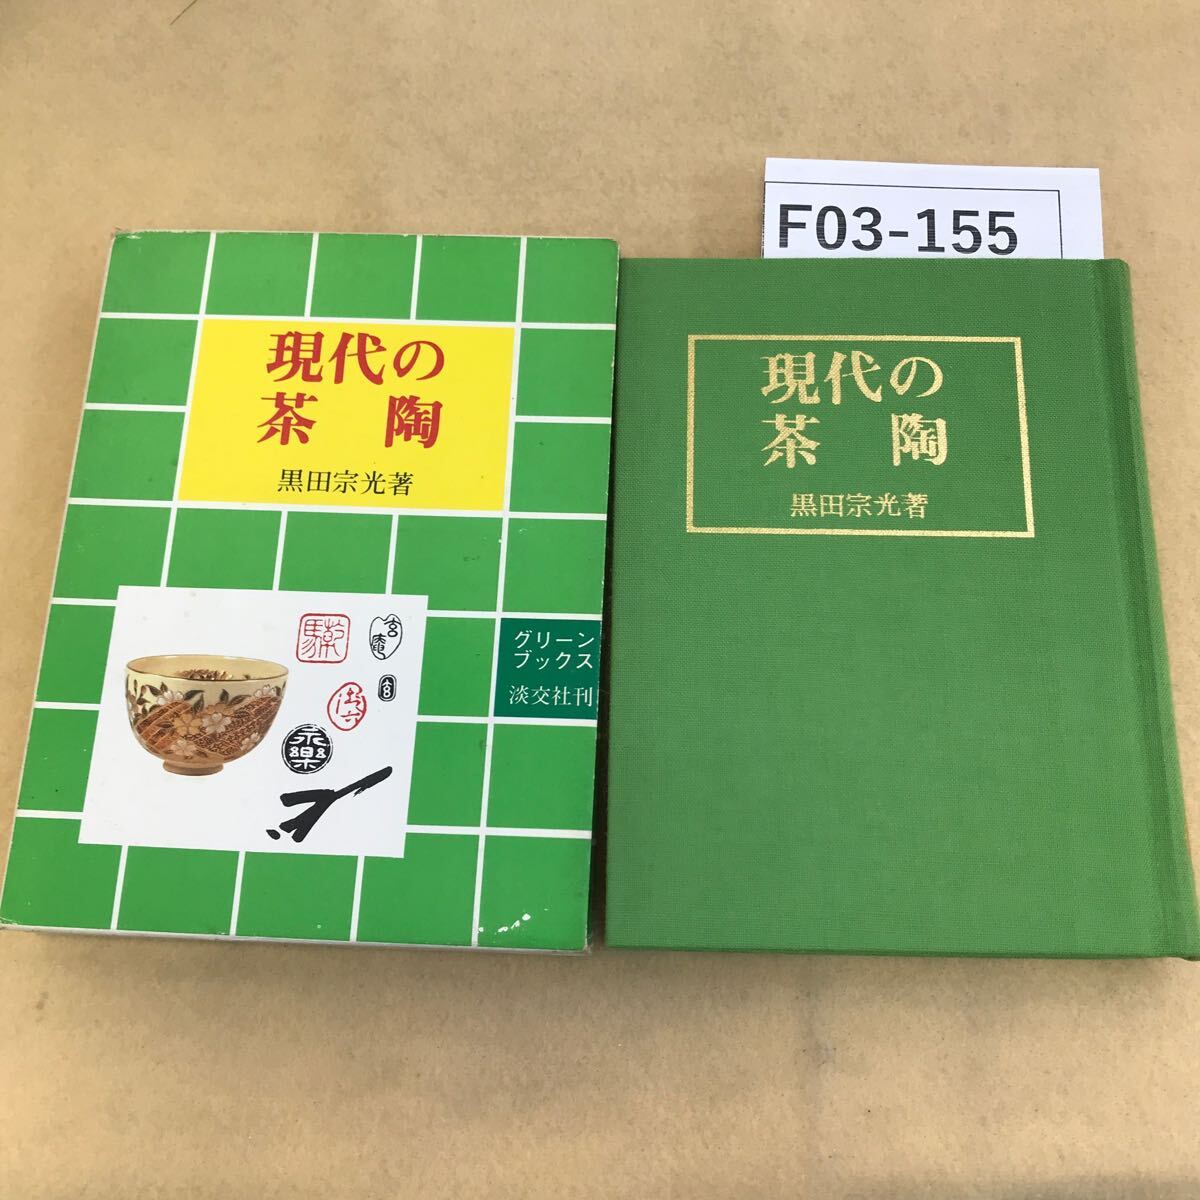 F03-155
現代の
茶陶
黒田宗光著
グリーン
ブックス
淡交社刊
永樂
現代の
茶陶
黒田宗光著